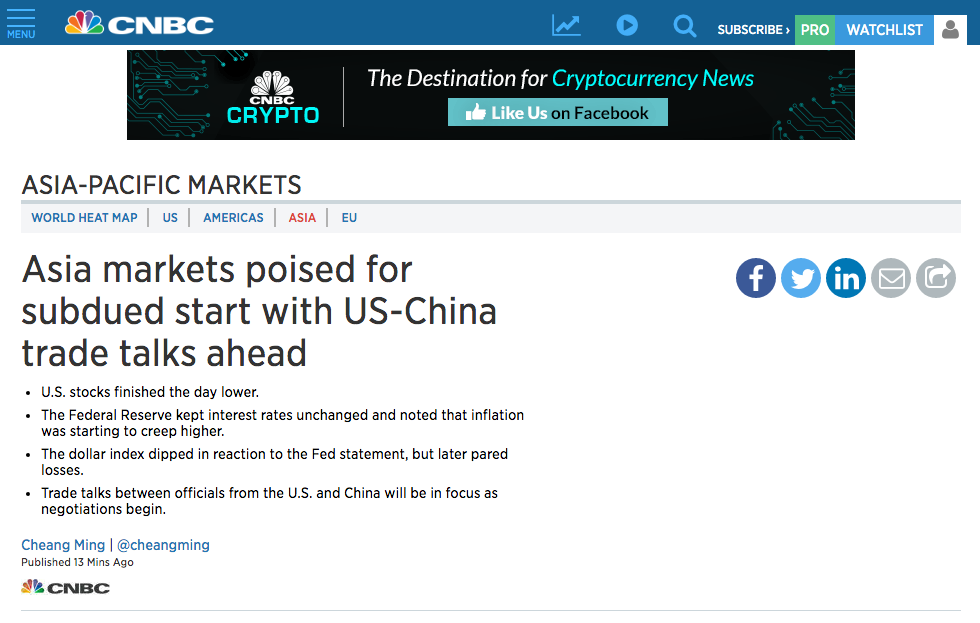 MENU
CNBC
SUBSCRIBE ›
PRO
WATCHLIST
CNBC
CRYPTO
The Destination for Cryptocurrency News
Like Us on Facebook
ASIA-PACIFIC MARKETS
WORLD HEAT MAP
US
AMERICAS
ASIA
EU
Asia markets poised for
subdued start with US-China
trade talks ahead
f
in
• U.S. stocks finished the day lower.
• The Federal Reserve kept interest rates unchanged and noted that inflation
was starting to creep higher.
• The dollar index dipped in reaction to the Fed statement, but later pared
losses.
• Trade talks between officials from the U.S. and China will be in focus as
negotiations begin.
Cheang Ming | @cheangming
Published 13 Mins Ago
CNBC